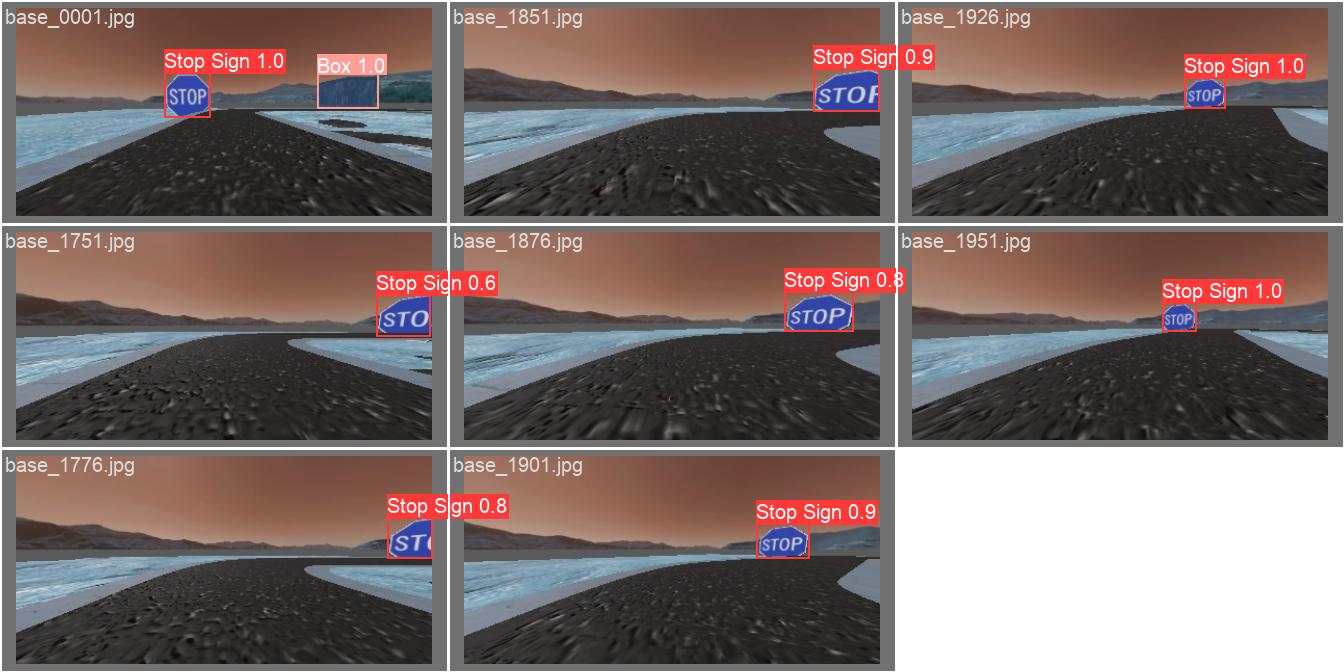 base_0001.jpg
Stop Sign 1.0
Box 1.0
STOP
base_1851.jpg
Stop Sign 0.9
STOP
base_1926.jpg
Stop Sign 1.0
STOP
base_1751.jpg
Stop Sign 0.6
STO
base_1876.jpg
Stop Sign 0.8
STOP
base_1951.jpg
Stop Sign 1.0
STOP
base_1776.jpg
Stop Sign 0.8
ST
base_1901.jpg
Stop Sign 0.9
STOP